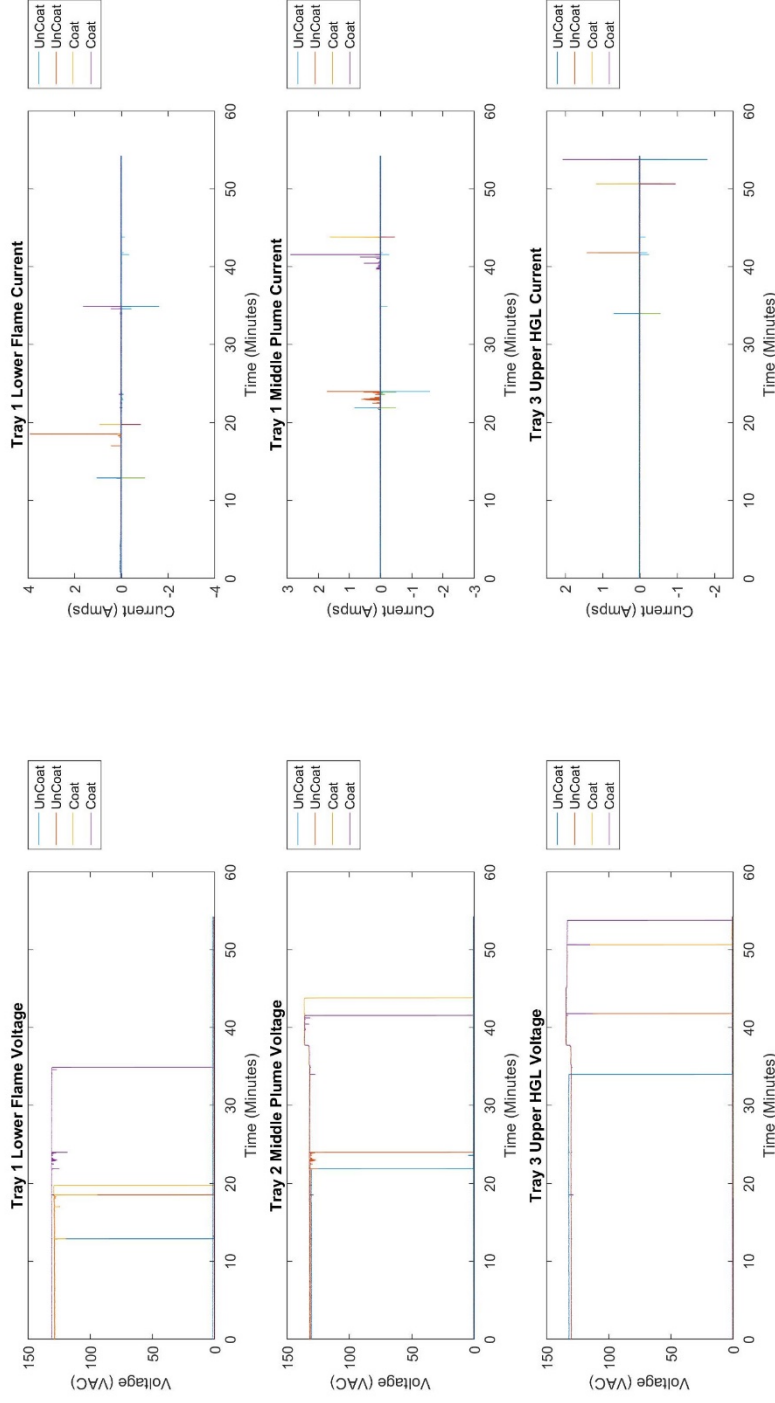 Tray 1 Lower Flame Voltage
150
100
50
0
Voltage (VAC)
0 10 20 30 40 50 60
Time (Minutes)
UnCoat
UnCoat
Coat
Coat
Tray 2 Middle Plume Voltage
150
100
50
0
Voltage (VAC)
0 10 20 30 40 50 60
Time (Minutes)
UnCoat
UnCoat
Coat
Coat
Tray 3 Upper HGL Voltage
150
100
50
0
Voltage (VAC)
0 10 20 30 40 50 60
Time (Minutes)
UnCoat
UnCoat
Coat
Coat
Tray 1 Lower Flame Current
4
2
0
-2
-4
Current (Amps)
0 10 20 30 40 50 60
Time (Minutes)
UnCoat
UnCoat
Coat
Coat
Tray 1 Middle Plume Current
3
2
1
0
-1
-2
-3
Current (Amps)
0 10 20 30 40 50 60
Time (Minutes)
UnCoat
UnCoat
Coat
Coat
Tray 3 Upper HGL Current
2
1
0
-1
-2
Current (Amps)
0 10 20 30 40 50 60
Time (Minutes)
UnCoat
UnCoat
Coat
Coat